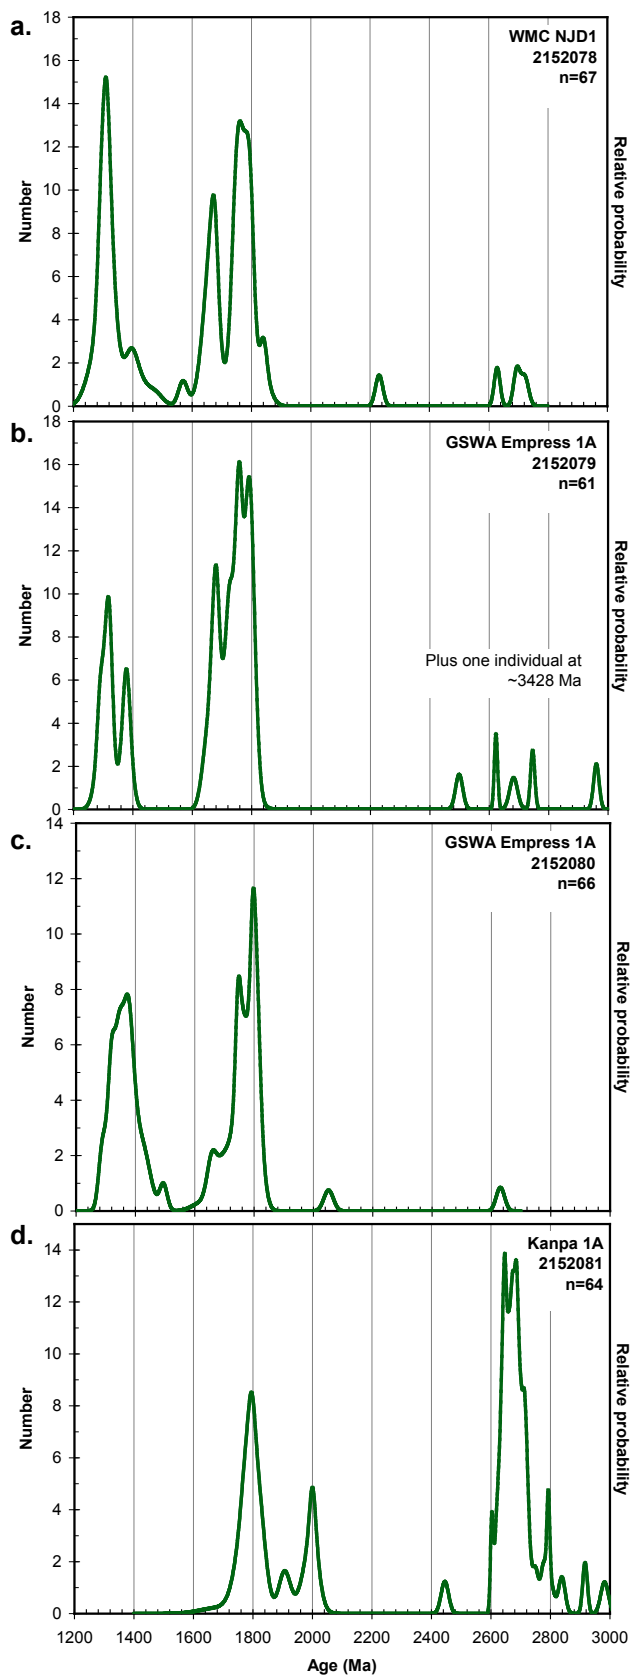 a.
WMC NJD1
2152078
n=67
18
16
14
12
10
8
6
4
2
0
Number
Relative probability
b.
GSWA Empress 1A
2152079
n=61
18
16
14
12
10
8
6
4
2
0
Number
Relative probability
Plus one individual at
~3428 Ma
c.
GSWA Empress 1A
2152080
n=66
14
12
10
8
6
4
2
0
Number
Relative probability
d.
Kanpa 1A
2152081
n=64
14
12
10
8
6
4
2
0
Number
Relative probability
1200 1400 1600 1800 2000 2200 2400 2600 2800 3000
Age (Ma)